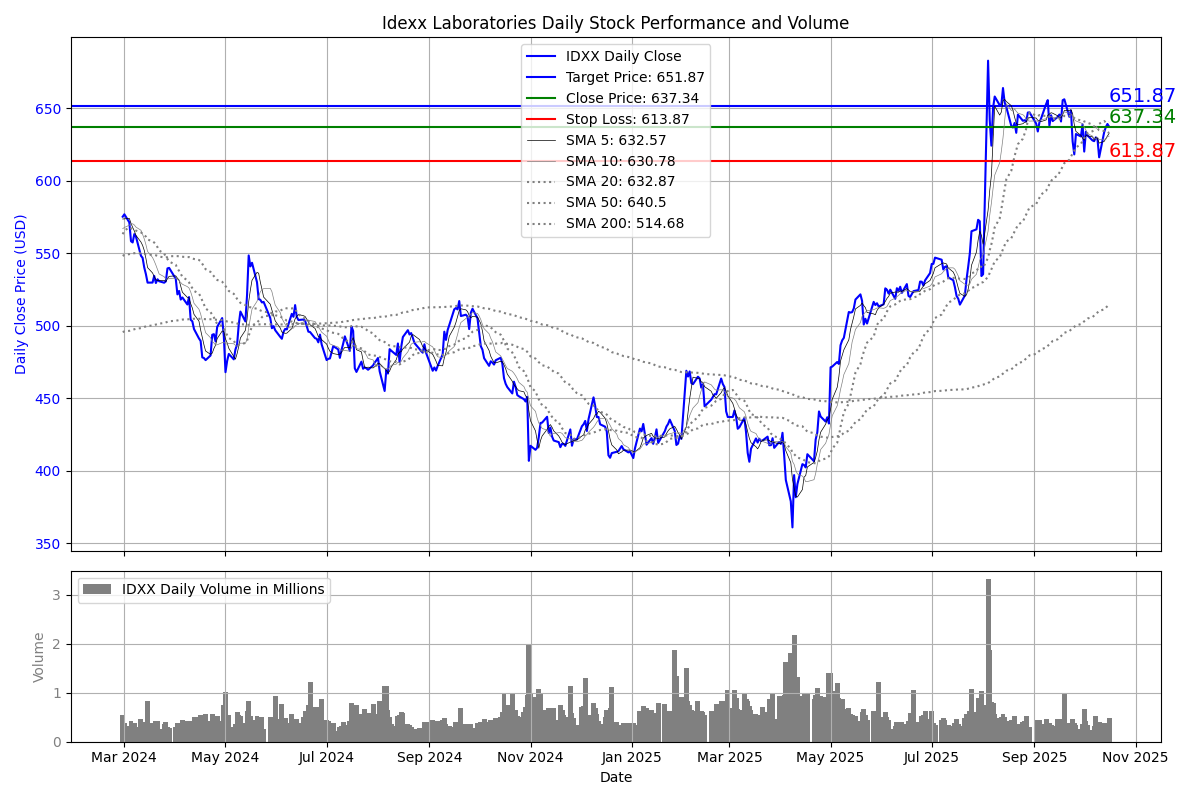 Idexx Laboratories Daily Stock Performance and Volume
IDXX Daily Close
Target Price: 651.87
Close Price: 637.34
Stop Loss: 613.87
SMA 5: 632.57
SMA 10: 630.78
SMA 20: 632.87
SMA 50: 640.5
SMA 200: 514.68
651.87
637.34
613.87
Daily Close Price (USD)
650
600
550
500
450
400
350
IDXX Daily Volume in Millions
Volume
3
2
1
0
Mar 2024 May 2024 Jul 2024 Sep 2024 Nov 2024 Jan 2025 Mar 2025 May 2025 Jul 2025 Sep 2025 Nov 2025
Date